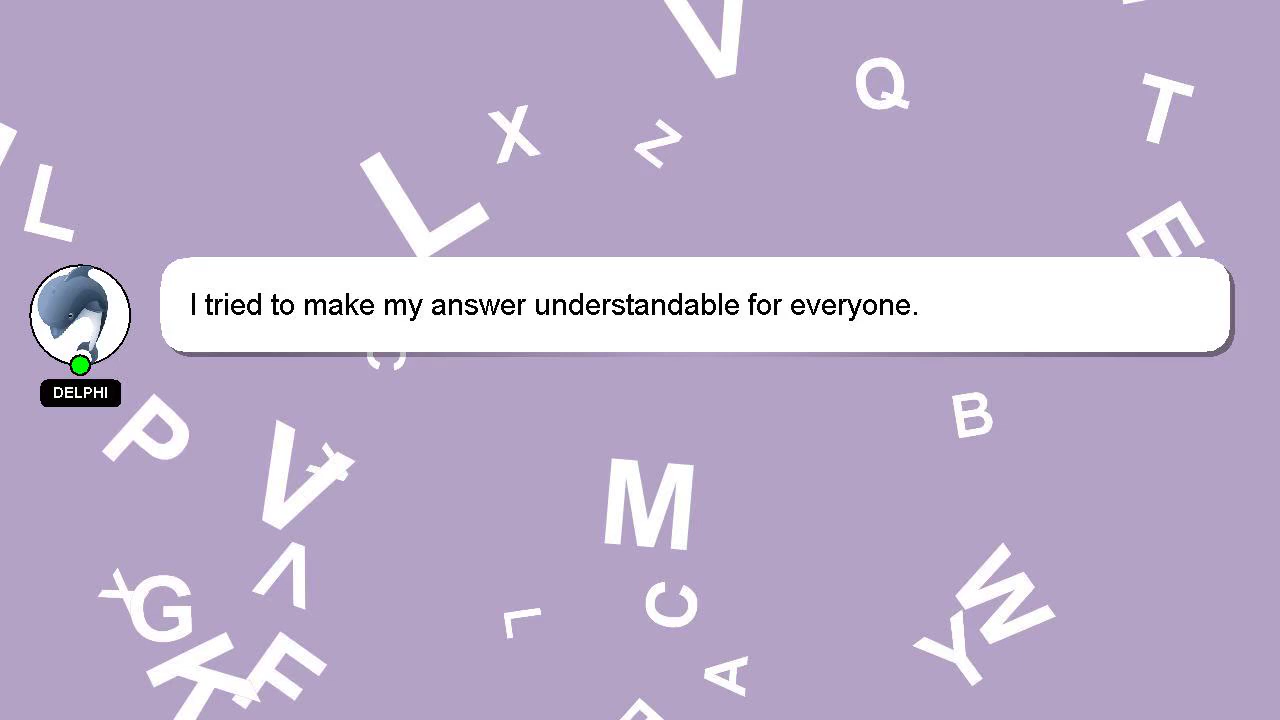 I tried to make my answer understandable for everyone.
DELPHI
V
Q
T
X
Z
L
L
E
C
P
B
V
M
V
W
X
G
L
C
Y
K
F
A